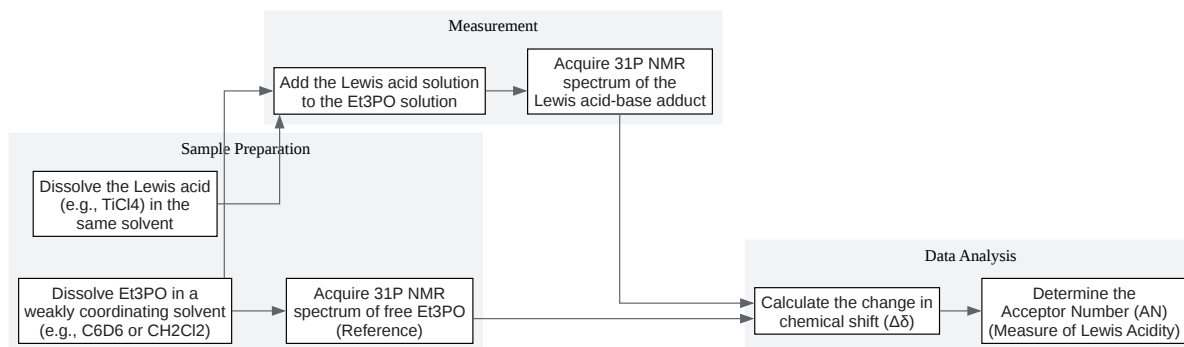 Measurement
Add the Lewis acid solution
to the Et3PO solution
Acquire 31P NMR
spectrum of the
Lewis acid-base adduct
Sample Preparation
Dissolve the Lewis acid
(e.g., TiCl4) in the
same solvent
Dissolve Et3PO in a
weakly coordinating solvent
(e.g., C6D6 or CH2Cl2)
Acquire 31P NMR
spectrum of free Et3PO
(Reference)
Data Analysis
Calculate the change in
chemical shift (Δδ)
Determine the
Acceptor Number (AN)
(Measure of Lewis Acidity)